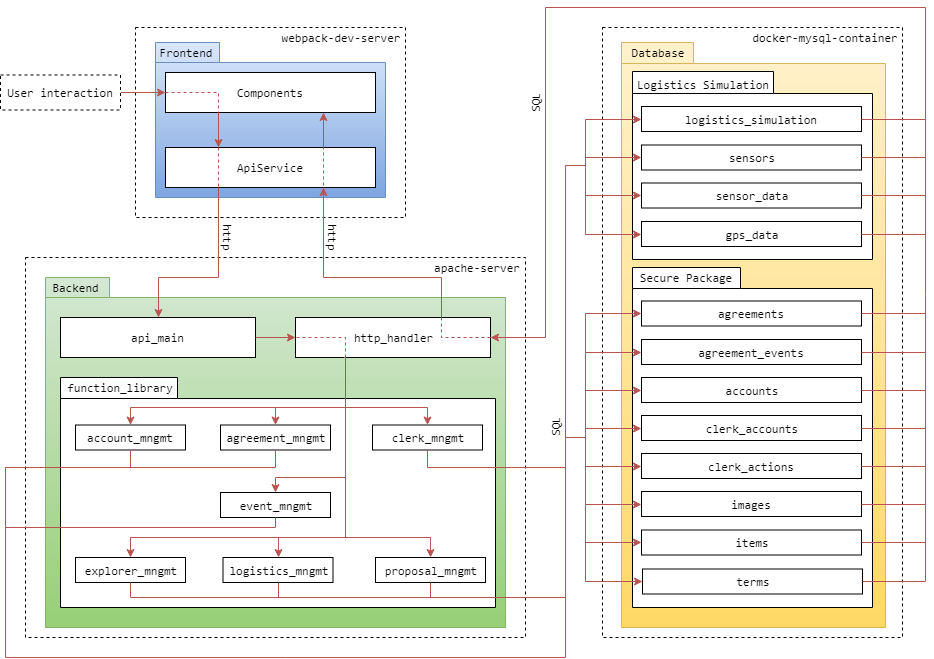 webpack-dev-server
Frontend
User interaction
Components
ApiService
http
http
apache-server
Backend
api_main
http_handler
function_library
account_mngmt
agreement_mngmt
clerk_mngmt
event_mngmt
explorer_mngmt
logistics_mngmt
proposal_mngmt
SQL
SQL
docker-mysql-container
Database
Logistics Simulation
logistics_simulation
sensors
sensor_data
gps_data
Secure Package
agreements
agreement_events
accounts
clerk_accounts
clerk_actions
images
items
terms